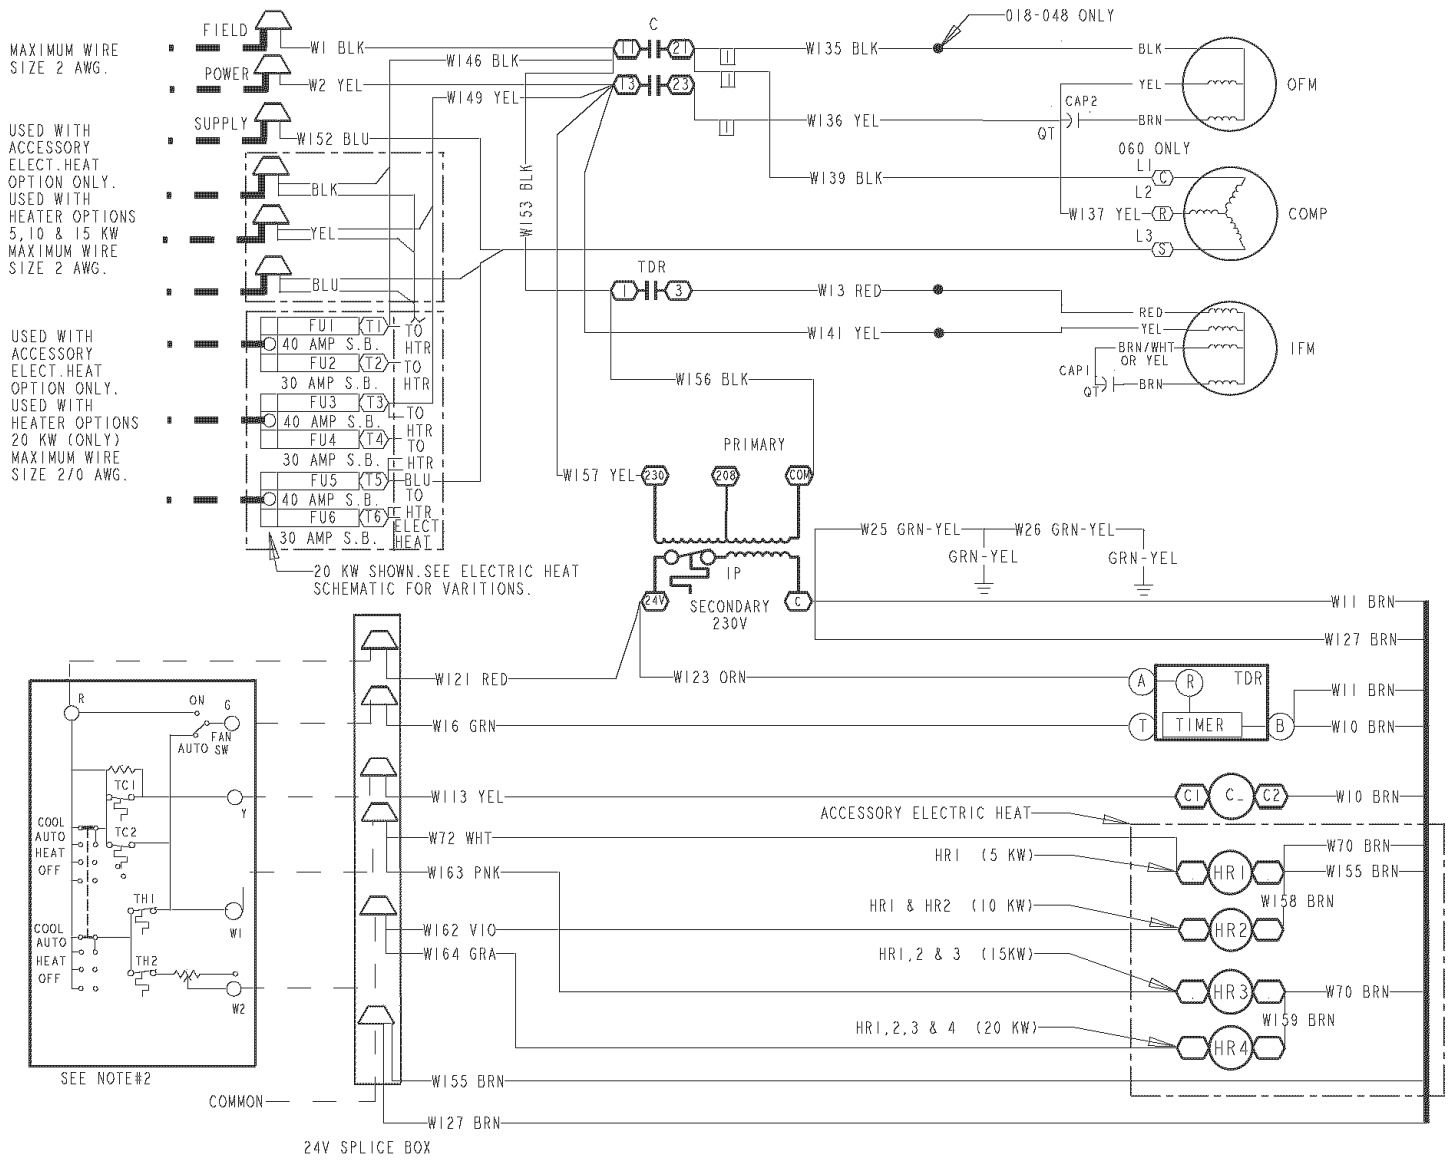 FIELD
POWER
SUPPLY
MAXIMUM WIRE
SIZE 2 AWG.
USED WITH
ACCESSORY
ELECT.HEAT
OPTION ONLY.
USED WITH
HEATER OPTIONS
5,10 & 15 KW
MAXIMUM WIRE
SIZE 2 AWG.
USED WITH
ACCESSORY
ELECT.HEAT
OPTION ONLY.
USED WITH
HEATER OPTIONS
20 KW (ONLY)
MAXIMUM WIRE
SIZE 2/0 AWG.
W1 BLK
W146 BLK
W2 YEL
W149 YEL
W152 BLU
BLK
YEL
BLU
W153 BLK
C
11
21
13
23
018-048 ONLY
W135 BLK
BLK
YEL
OFM
CAP2
QT
W136 YEL
BRN
060 ONLY
W139 BLK
L1
C
L2
W137 YEL
R
COMP
L3
S
TDR
1
3
W13 RED
RED
W141 YEL
YEL
BRN/WHT
OR YEL
IFM
CAP1
QT
BRN
W156 BLK
FU1
T1
TO
HTR
40 AMP S.B.
FU2
T2
TO
HTR
30 AMP S.B.
FU3
T3
TO
HTR
40 AMP S.B.
FU4
T4
TO
HTR
30 AMP S.B.
FU5
T5
BLU
40 AMP S.B.
TO
HTR
FU6
T6
ELECT
HEAT
30 AMP S.B.
20 KW SHOWN.SEE ELECTRIC HEAT
SCHEMATIC FOR VARITIONS.
PRIMARY
W157 YEL
230
208
COM
1P
24V
C
SECONDARY
230V
W25 GRN-YEL
W26 GRN-YEL
GRN-YEL
GRN-YEL
W11 BRN
W127 BRN
W121 RED
W123 ORN
A
R
TDR
W11 BRN
W16 GRN
T
TIMER
B
W10 BRN
W113 YEL
C1
C_
C2
W10 BRN
ACCESSORY ELECTRIC HEAT
W72 WHT
W70 BRN
HR1 (5 KW)
W163 PNK
HR1
W155 BRN
W158 BRN
HR1 & HR2 (10 KW)
W162 VIO
HR2
W164 GRA
HR1,2 & 3 (15KW)
HR3
W70 BRN
W159 BRN
HR1,2,3 & 4 (20 KW)
HR4
W155 BRN
W127 BRN
R
ON
G
AUTO
FAN
SW
TC1
Y
COOL
AUTO
HEAT
OFF
TC2
TH1
W1
COOL
AUTO
HEAT
OFF
TH2
W2
SEE NOTE#2
COMMON
24V SPLICE BOX